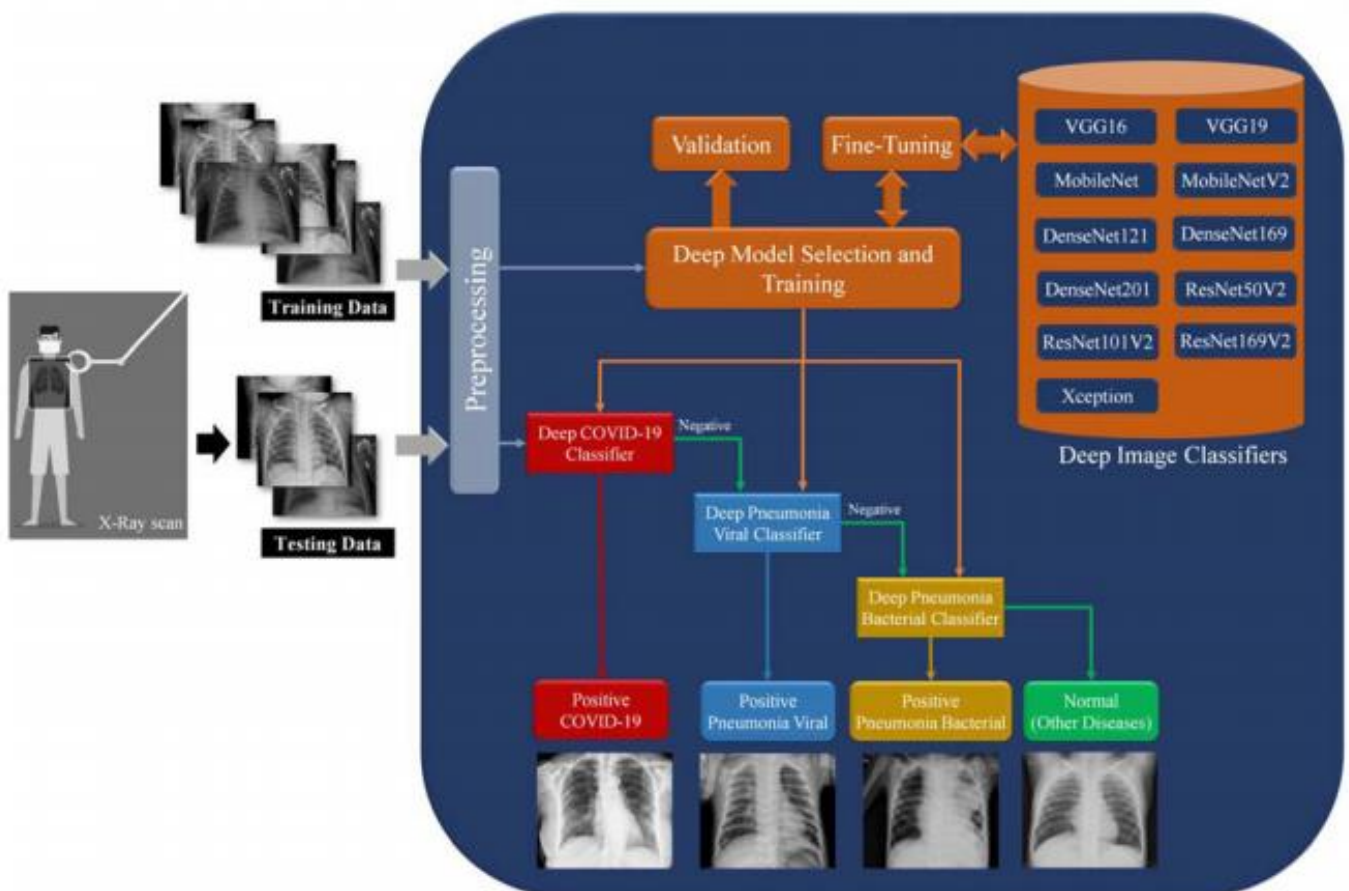 Training Data
X-Ray scan
Testing Data
Preprocessing
Validation
Fine-Tuning
Deep Model Selection and
Training
VGG16
VGG19
MobileNet
MobileNetV2
DenseNet121
DenseNet169
DenseNet201
ResNet50V2
ResNet101V2
ResNet169V2
Xception
Deep Image Classifiers
Deep COVID-19
Classifier
Negative
Deep Pneumonia
Viral Classifier
Negative
Deep Pneumonia
Bacterial Classifier
Positive
COVID-19
Positive
Pneumonia Viral
Positive
Pneumonia Bacterial
Normal
(Other Diseases)